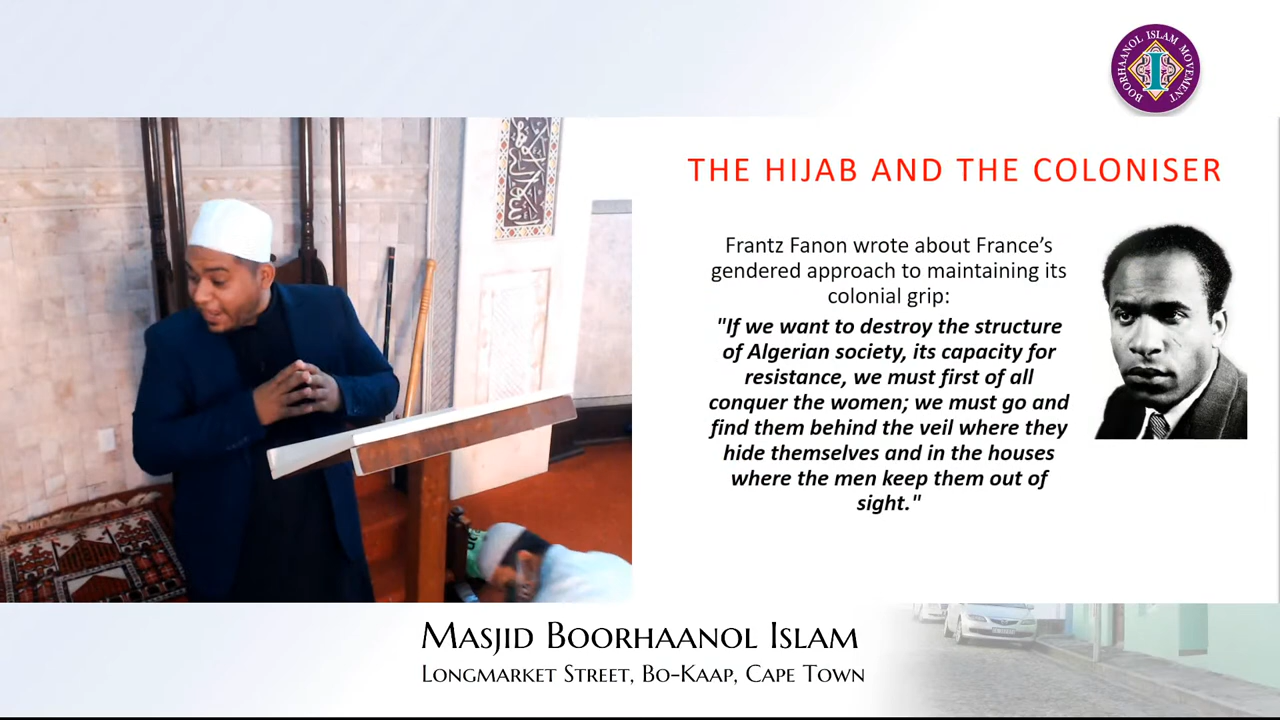 BOORHAANOL ISLAM MOVEMENT
THE HIJAB AND THE COLONISER
Frantz Fanon wrote about France’s
gendered approach to maintaining its
colonial grip:
"If we want to destroy the structure
of Algerian society, its capacity for
resistance, we must first of all
conquer the women; we must go and
find them behind the veil where they
hide themselves and in the houses
where the men keep them out of
sight."
Masjid Boorhaanol Islam
Longmarket Street, Bo-Kaap, Cape Town